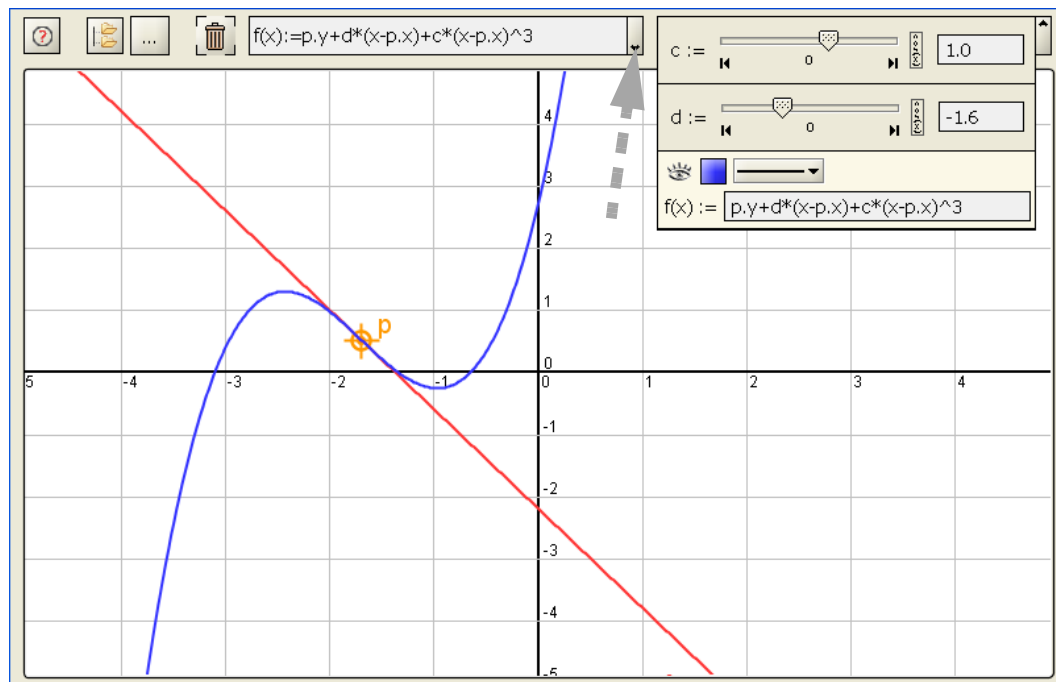 ? ... f(x):=p.y+d*(x-p.x)+c*(x-p.x)^3
c := 0 1.0
d := 0 -1.6
f(x) := p.y+d*(x-p.x)+c*(x-p.x)^3
4
3
2
1
p
0
5 -4 -3 -2 -1 0 1 2 3 4
-1
-2
-3
-4
-5